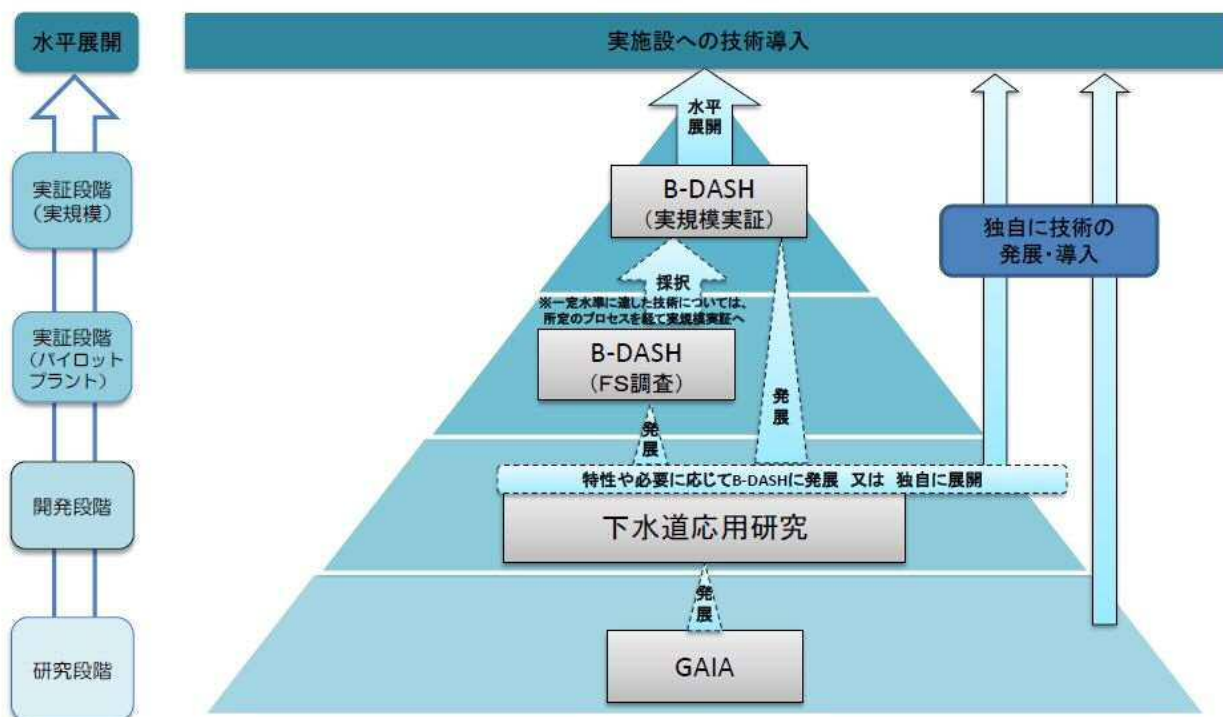 水平展開
実証段階
（実規模）
実証段階
（パイロット
プラント）
開発段階
研究段階
実施設への技術導入
水平
展開
B-DASH
（実規模実証）
採択
※一定水準に達した技術については、
所定のプロセスを経て実規模実証へ
B-DASH
（FS調査）
発展
発展
特性や必要に応じてB-DASHに発展 又は 独自に展開
下水道応用研究
発展
GAIA
独自に技術の
発展・導入